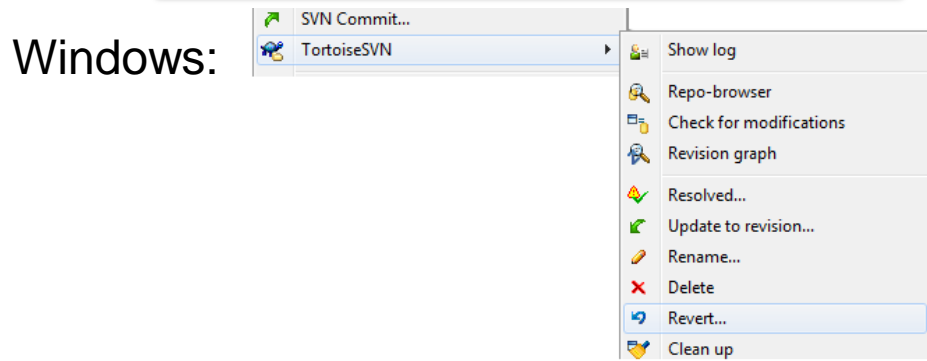 SVN Commit...
Windows:
TortoiseSVN
Show log
Repo-browser
Check for modifications
Revision graph
Resolved...
Update to revision...
Rename...
Delete
Revert...
Clean up